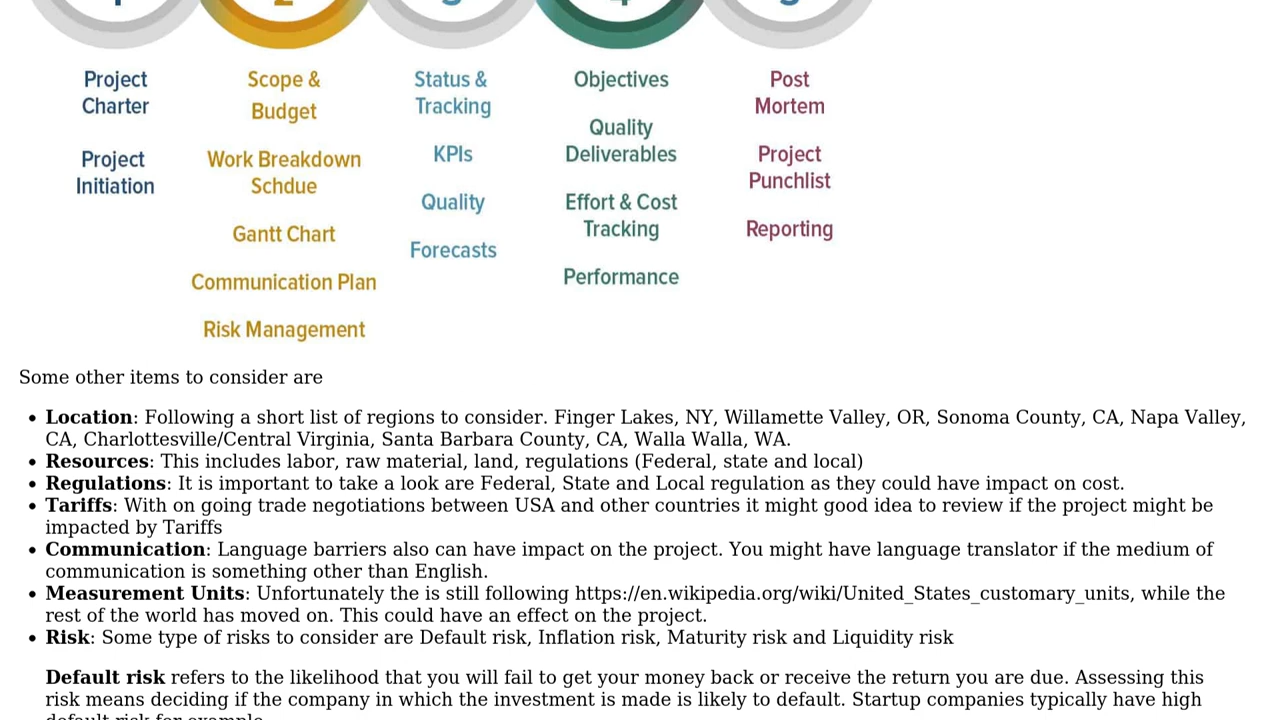 Project
Charter
Project
Initiation
Scope &
Budget
Work Breakdown
Schdue
Gantt Chart
Communication Plan
Risk Management
Status &
Tracking
KPIs
Quality
Forecasts
Objectives
Quality
Deliverables
Effort & Cost
Tracking
Performance
Post
Mortem
Project
Punchlist
Reporting
Some other items to consider are
• Location: Following a short list of regions to consider. Finger Lakes, NY, Willamette Valley, OR, Sonoma County, CA, Napa Valley,
CA, Charlottesville/Central Virginia, Santa Barbara County, CA, Walla Walla, WA.
• Resources: This includes labor, raw material, land, regulations (Federal, state and local)
• Regulations: It is important to take a look are Federal, State and Local regulation as they could have impact on cost.
• Tariffs: With on going trade negotiations between USA and other countries it might good idea to review if the project might be
impacted by Tariffs
• Communication: Language barriers also can have impact on the project. You might have language translator if the medium of
communication is something other than English.
• Measurement Units: Unfortunately the is still following https://en.wikipedia.org/wiki/United_States_customary_units, while the
rest of the world has moved on. This could have an effect on the project.
• Risk: Some type of risks to consider are Default risk, Inflation risk, Maturity risk and Liquidity risk
Default risk refers to the likelihood that you will fail to get your money back or receive the return you are due. Assessing this
risk means deciding if the company in which the investment is made is likely to default. Startup companies typically have high
default risk for example